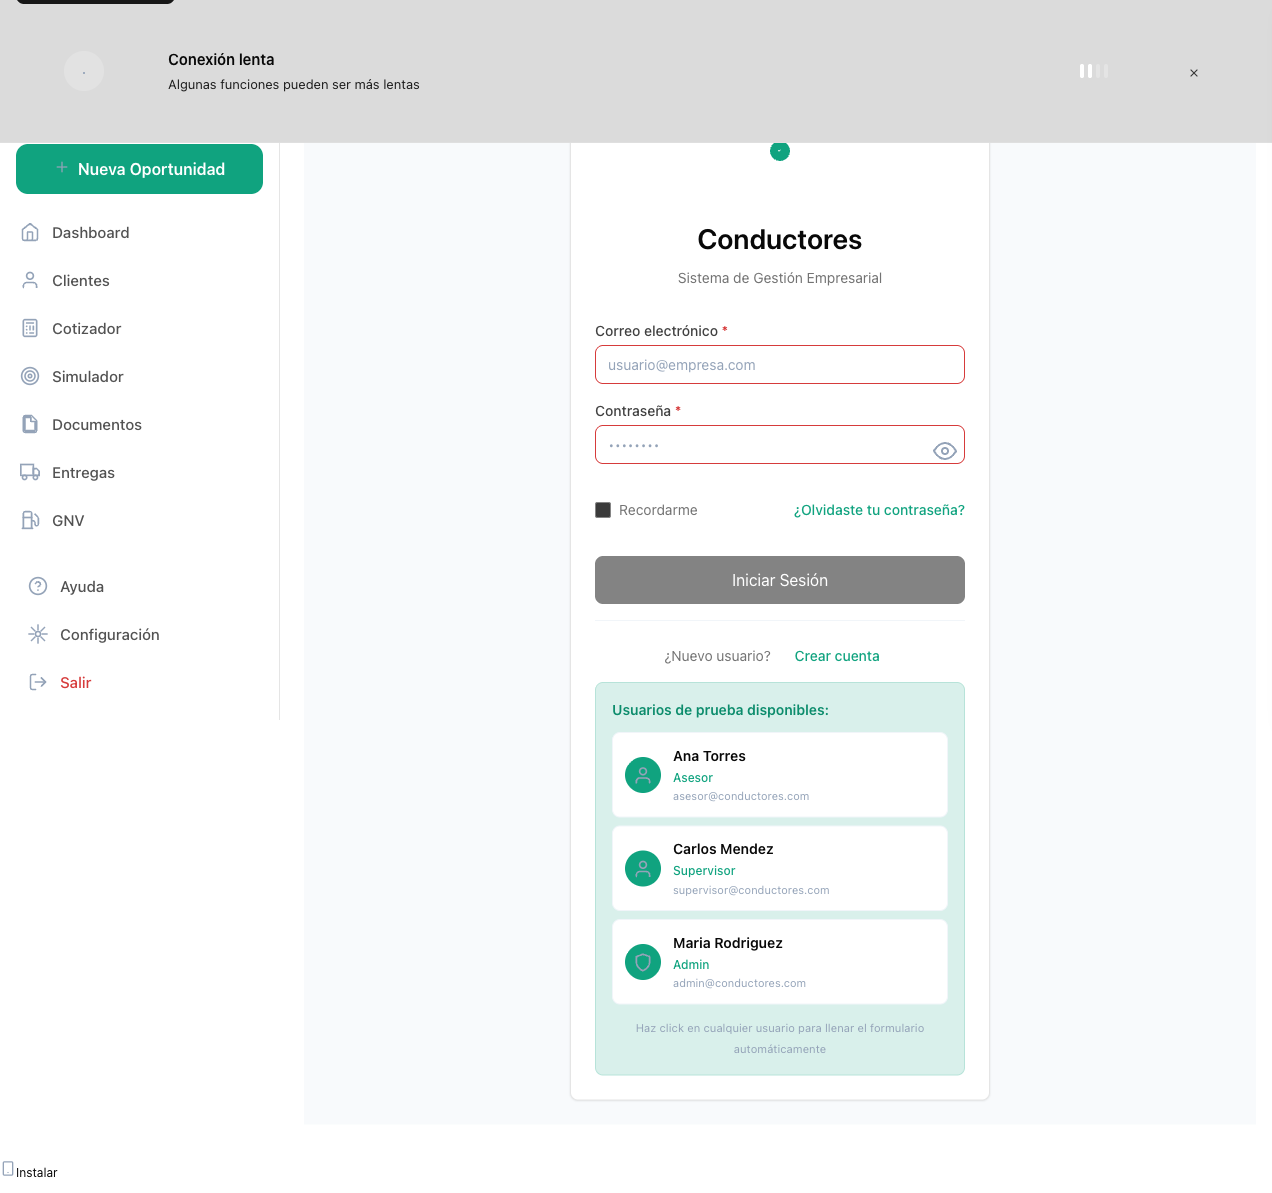 Conexión lenta
Algunas funciones pueden ser más lentas
×
Nueva Oportunidad
Dashboard
Clientes
Cotizador
Simulador
Documentos
Entregas
GNV
Ayuda
Configuración
Salir
Conductores
Sistema de Gestión Empresarial
Correo electrónico *
usuario@empresa.com
Contraseña *
••••••••
Recordarme
¿Olvidaste tu contraseña?
Iniciar Sesión
¿Nuevo usuario? Crear cuenta
Usuarios de prueba disponibles:
Ana Torres
Asesor
asesor@conductores.com
Carlos Mendez
Supervisor
supervisor@conductores.com
Maria Rodriguez
Admin
admin@conductores.com
Haz click en cualquier usuario para llenar el formulario
automáticamente
Instalar